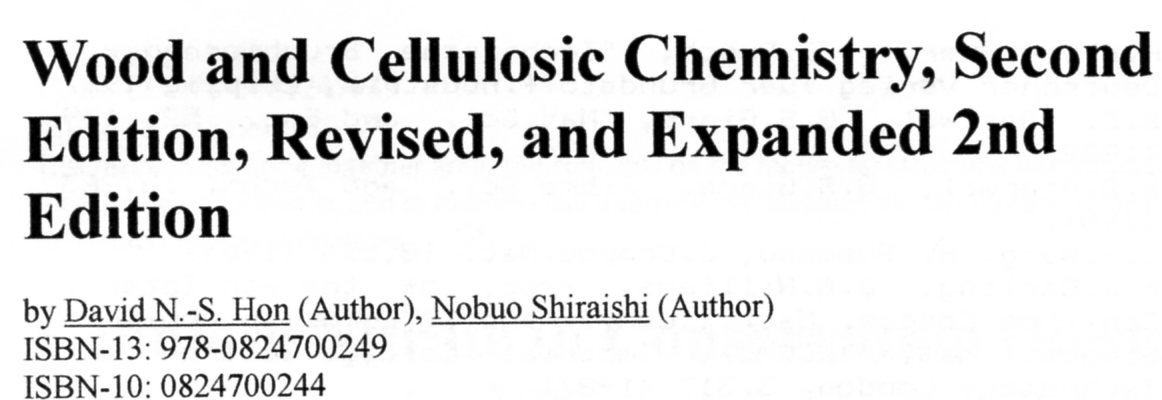 Wood and Cellulosic Chemistry, Second
Edition, Revised, and Expanded 2nd
Edition
by David N.-S. Hon (Author), Nobuo Shiraishi (Author)
ISBN-13: 978-0824700249
ISBN-10: 0824700244